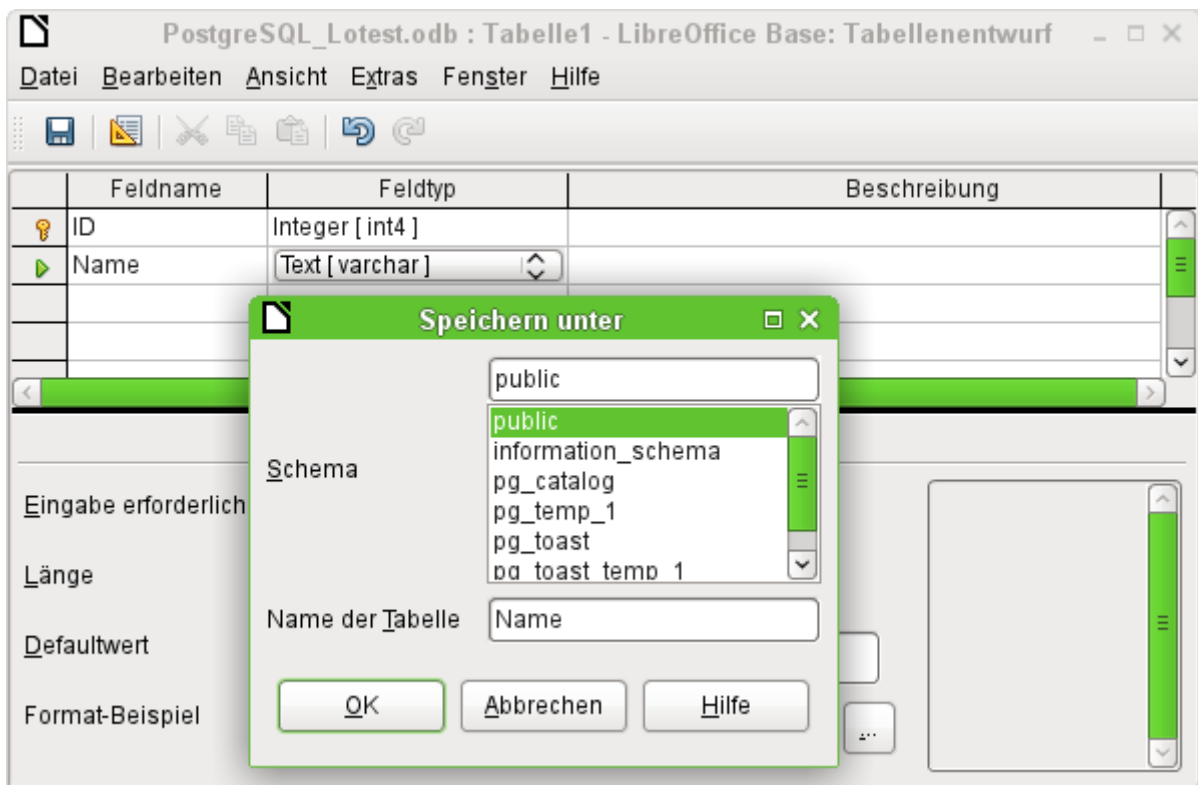 PostgreSQL_Lotest.odb : Tabelle1 - LibreOffice Base: Tabellenentwurf
Datei Bearbeiten Ansicht Extras Fenster Hilfe
Feldname Feldtyp Beschreibung
ID Integer [ int4 ]
Name Text [ varchar ]
Speichern unter
public
public
information_schema
Schema
pg_catalog
pg_temp_1
pg_toast
pg_toast_temp_1
Name der Tabelle Name
OK Abbrechen Hilfe
Eingabe erforderlich
Länge
Defaultwert
Format-Beispiel
...